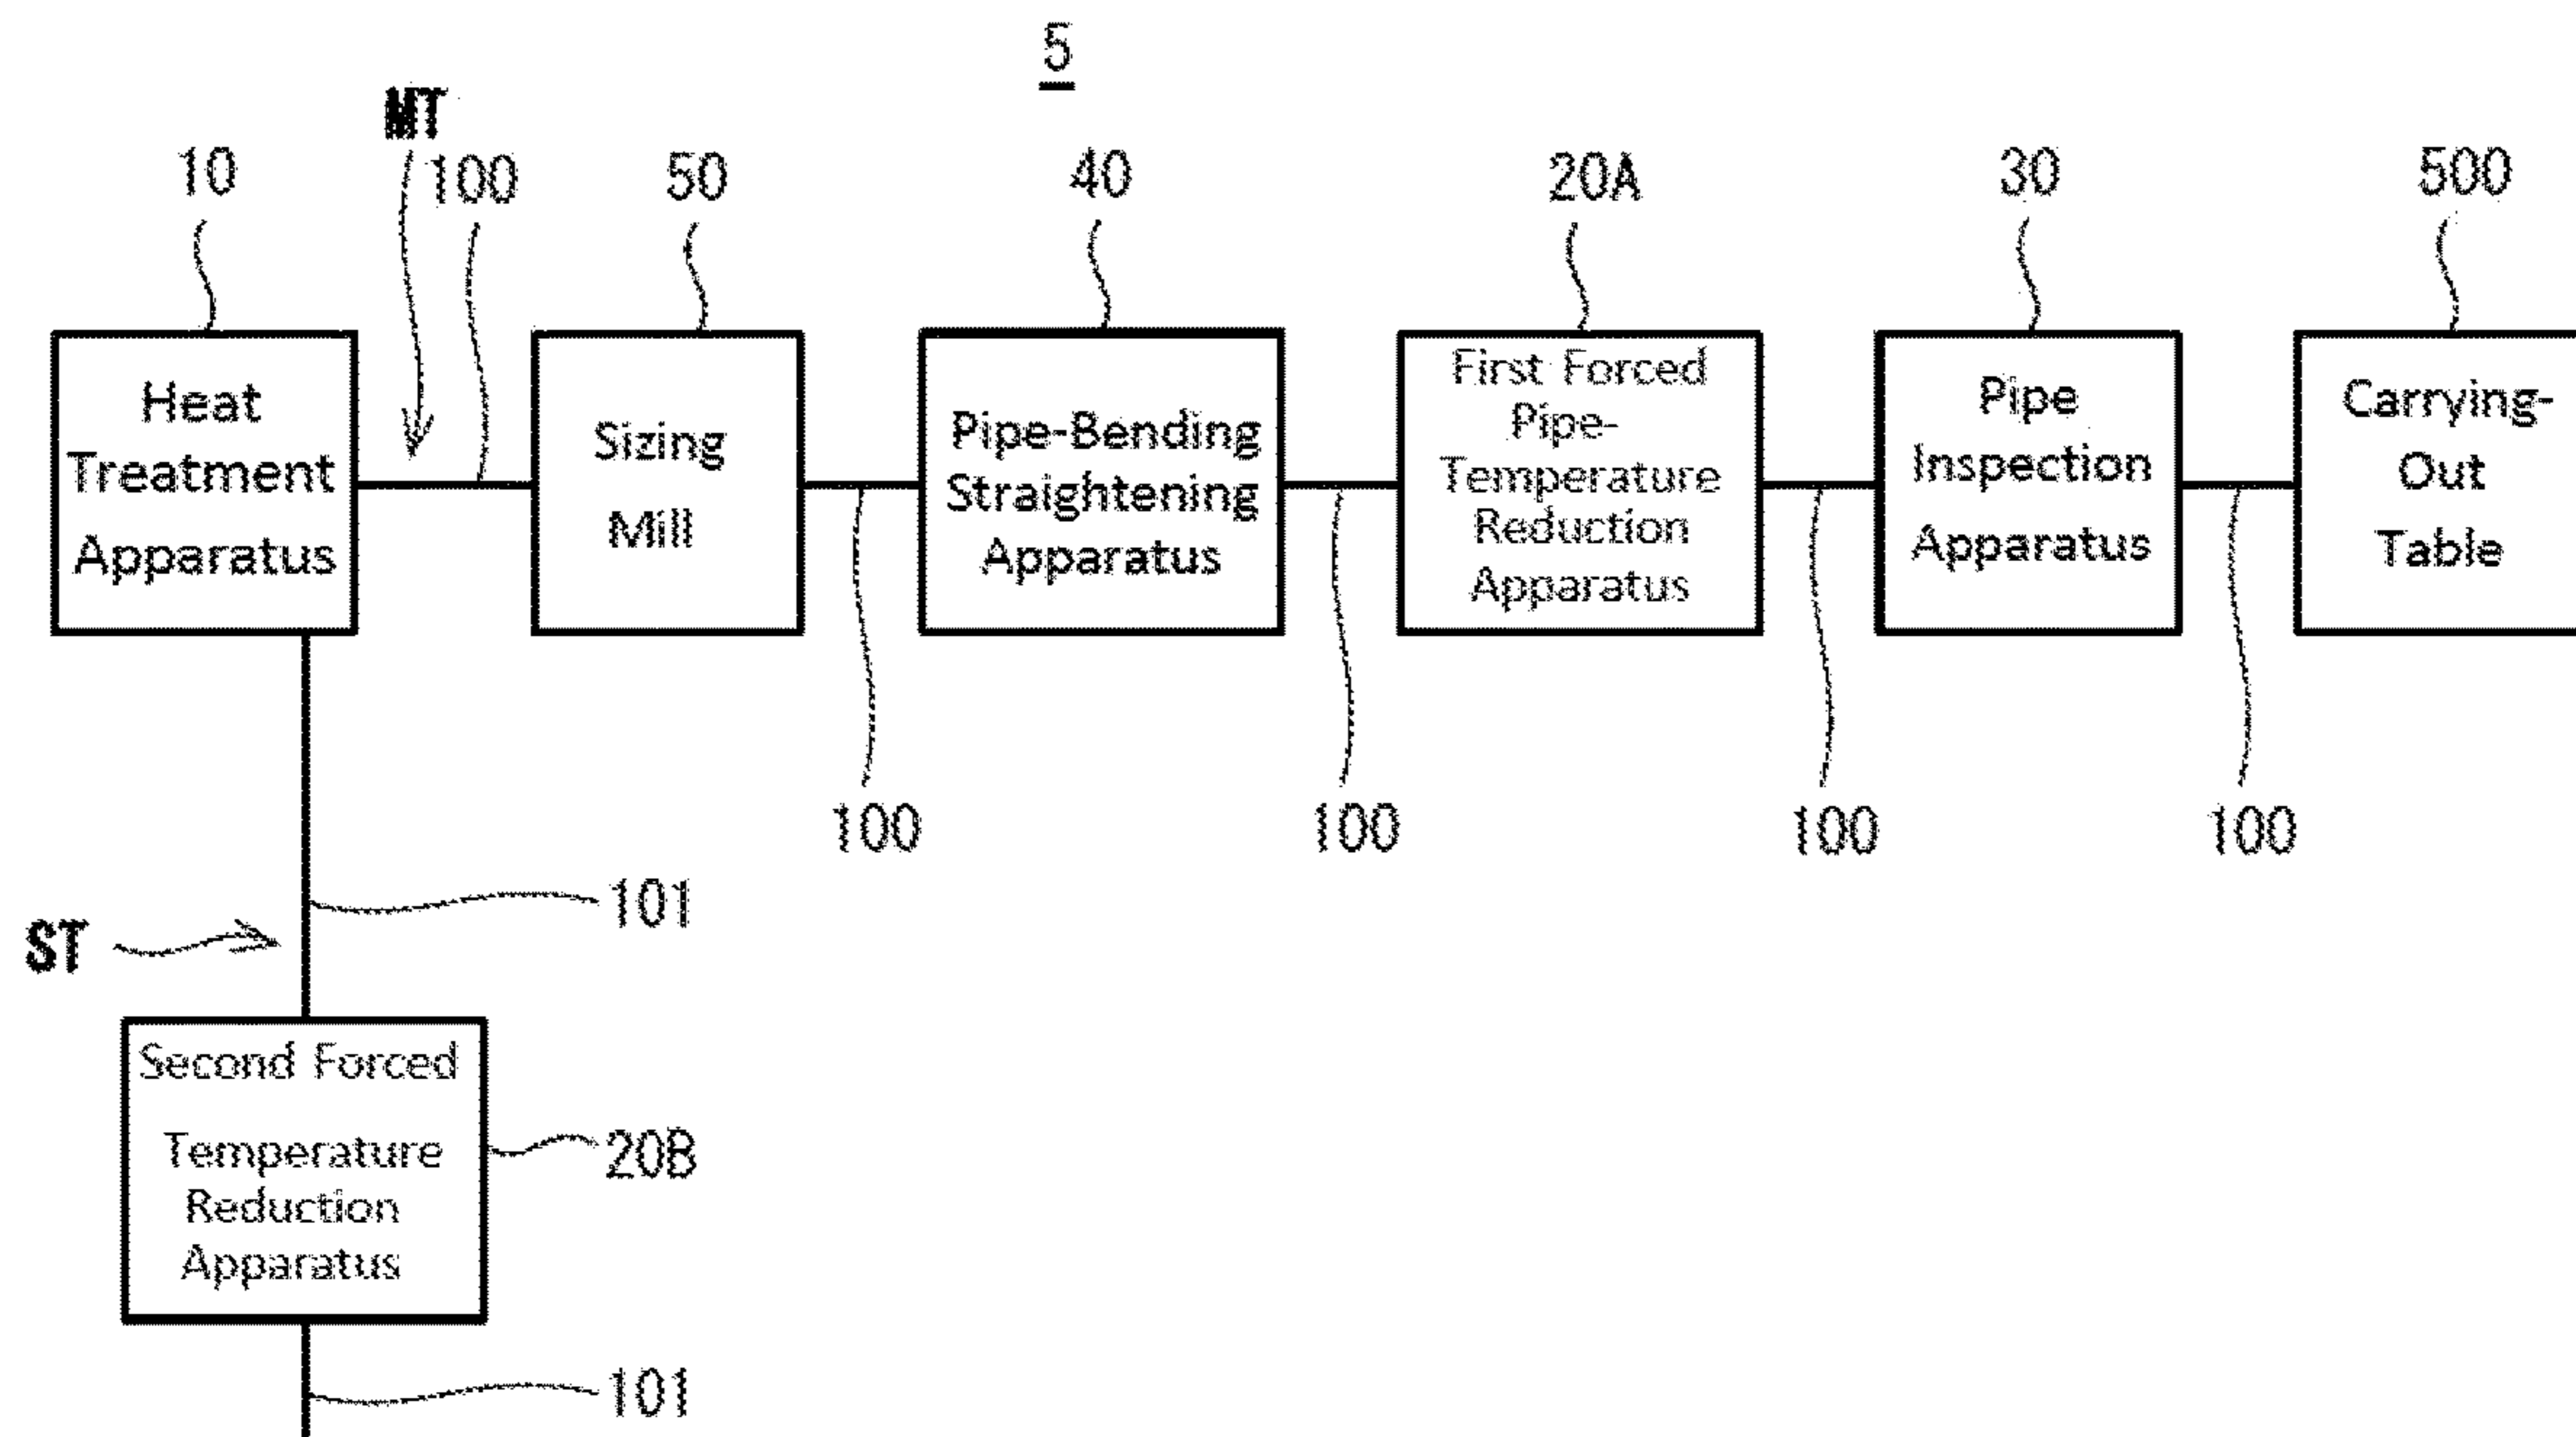 5
MT
10
100
50
40
20A
30
500
Heat
Treatment
Apparatus
Sizing
Mill
Pipe-Bending
Straightening
Apparatus
First Forced
Pipe-
Temperature
Reduction
Apparatus
Pipe
Inspection
Apparatus
Carrying-
Out
Table
100
100
100
100
101
ST
Second Forced
Temperature
Reduction
Apparatus
20B
101